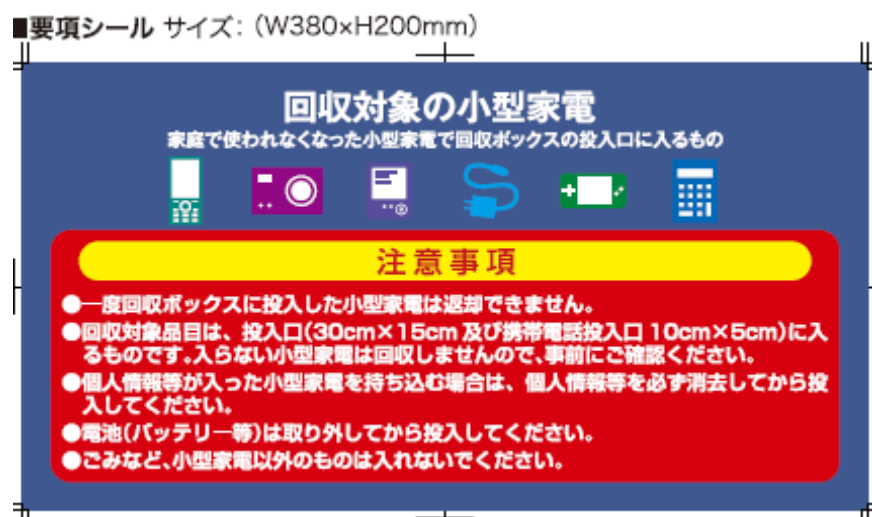 ■要項シール サイズ：（W380×H200mm）
回収対象の小型家電
家庭で使われなくなった小型家電で回収ボックスの投入口に入るもの
注意事項
●一度回収ボックスに投入した小型家電は返却できません。
●回収対象品目は、投入口(30cm×15cm 及び携帯電話投入口 10cm×5cm)に入
るものです。入らない小型家電は回収しませんので、事前にご確認ください。
●個人情報等が入った小型家電を持ち込む場合は、個人情報等を必ず消去してから投
入してください。
●電池(バッテリー等)は取り外してから投入してください。
●ごみなど、小型家電以外のものは入れないでください。